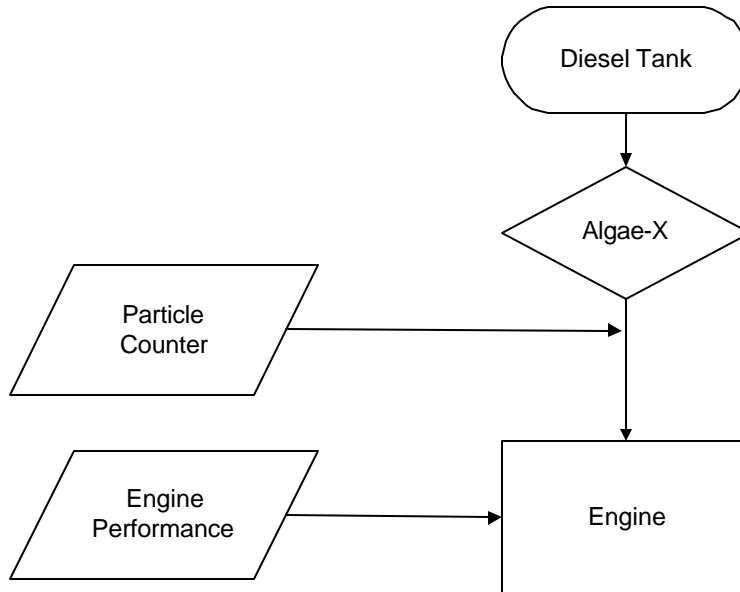 Diesel Tank
Algae-X
Particle
Counter
Engine
Performance
Engine